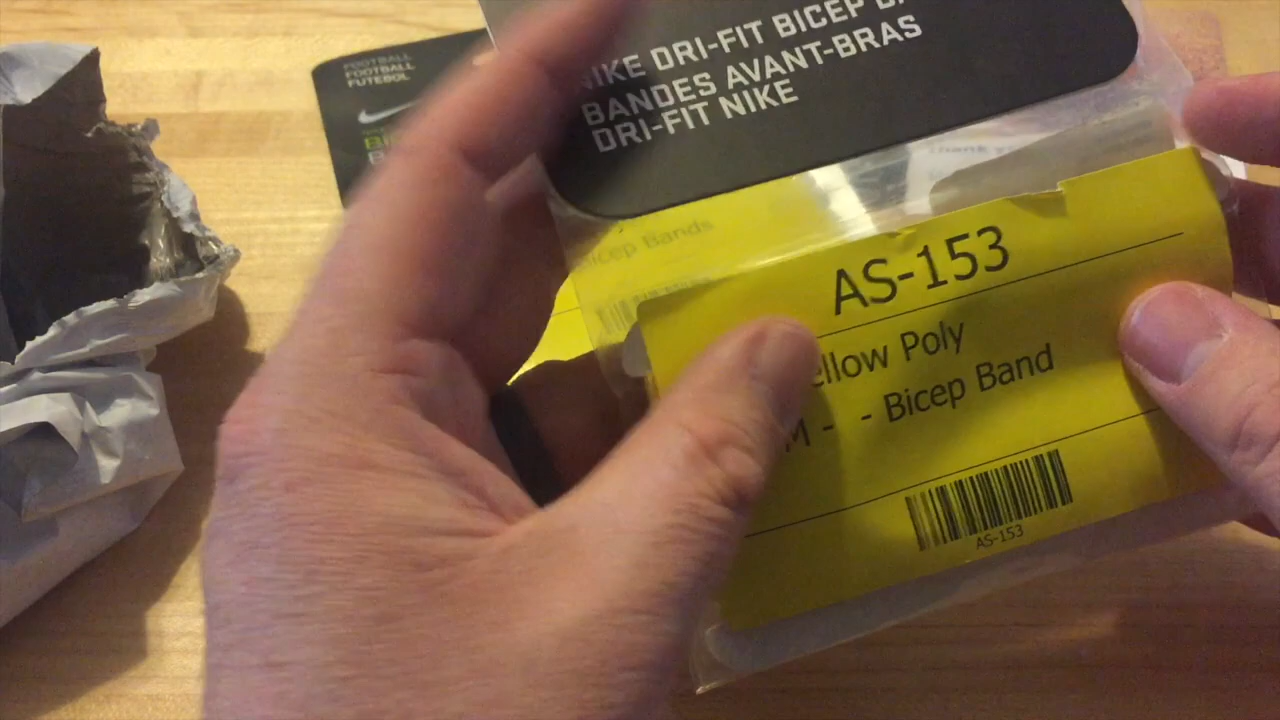 FOOTBALL
FOOTBALL
FUTEBOL
NIKE DRI-FIT BICEP
BANDES AVANT-BRAS
DRI-FIT NIKE
Bicep Bands
AS-153
ellow Poly
M - - Bicep Band
AS-153